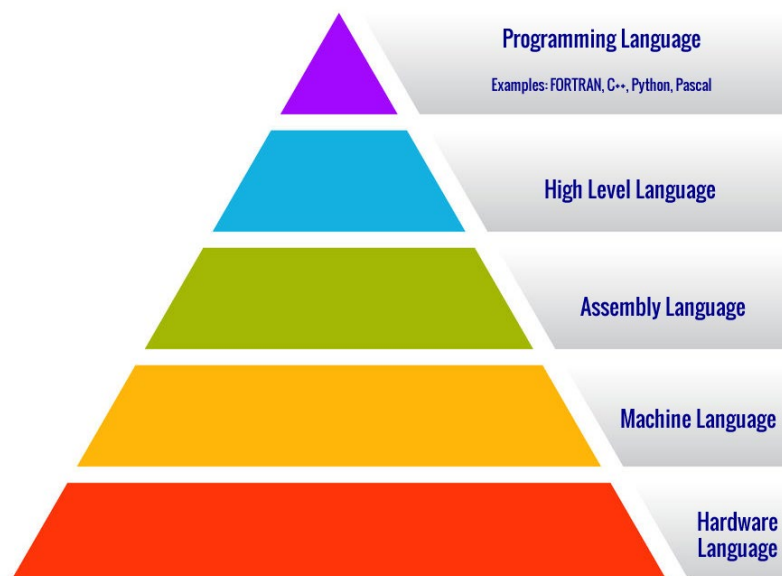 Programming Language
Examples: FORTRAN, C++, Python, Pascal
High Level Language
Assembly Language
Machine Language
Hardware
Language